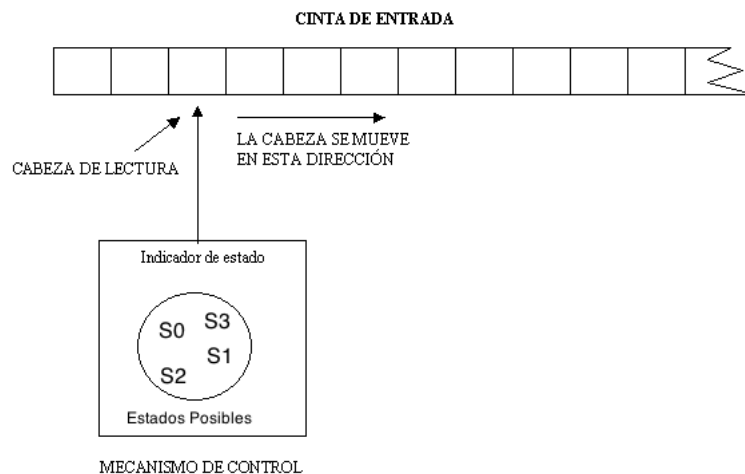 CINTA DE ENTRADA
CABEZA DE LECTURA
LA CABEZA SE MUEVE
EN ESTA DIRECCIÓN
Indicador de estado
S0 S3
S2 S1
Estados Posibles
MECANISMO DE CONTROL